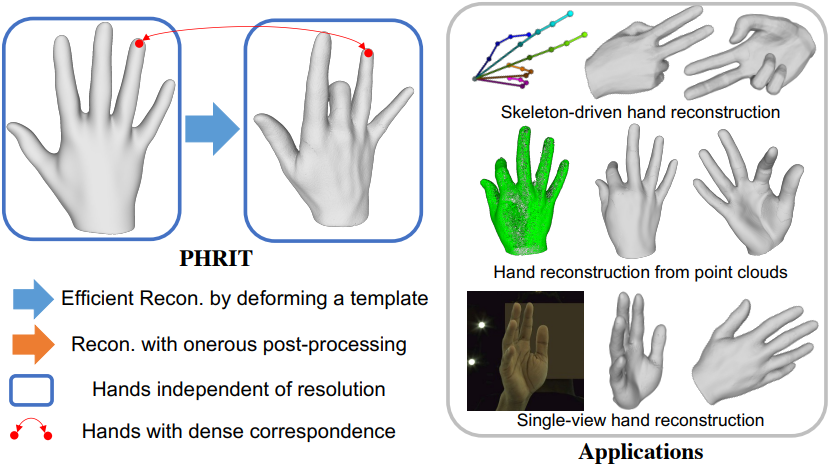 PHRIT
Efficient Recon. by deforming a template
Recon. with onerous post-processing
Hands independent of resolution
Hands with dense correspondence
Skeleton-driven hand reconstruction
Hand reconstruction from point clouds
Single-view hand reconstruction
Applications